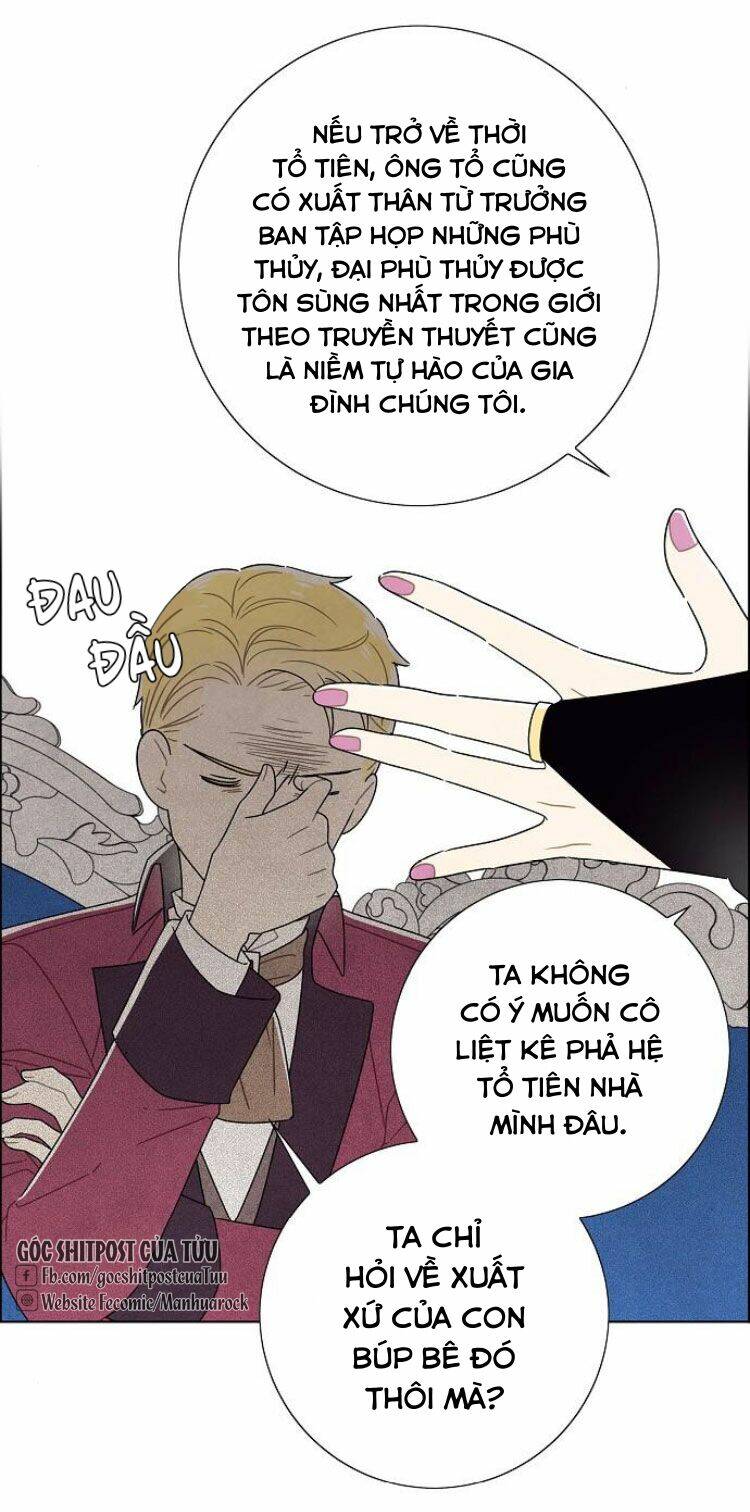 NẾU TRỞ VỀ THỜI
TỔ TIÊN, ÔNG TỔ CŨNG
CÓ XUẤT THÂN TỪ TRƯỞNG
BAN TẬP HỌP NHỮNG PHÙ
THỦY, ĐẠI PHÙ THỦY ĐƯỢC
TÔN SÙNG NHẤT TRONG GIỚI
THEO TRUYỀN THUYẾT CŨNG
LÀ NIỀM TỰ HÀO CỦA GIA
ĐÌNH CHÚNG TÔI.
ĐAU
ĐẦU
TA KHÔNG
CÓ Ý MUỐN CÔ
LIỆT KÊ PHẢ HỆ
TỔ TIÊN NHÀ
MÌNH ĐÂU.
TA CHỈ
HỎI VỀ XUẤT
XỨ CỦA CON
BÚP BÊ ĐÓ
THÔI MÀ?
GÓC SHITPOST CỦA TỬU
Fb.com/gocshitpostcuaTuu
Website Fecomic/Manhuarock